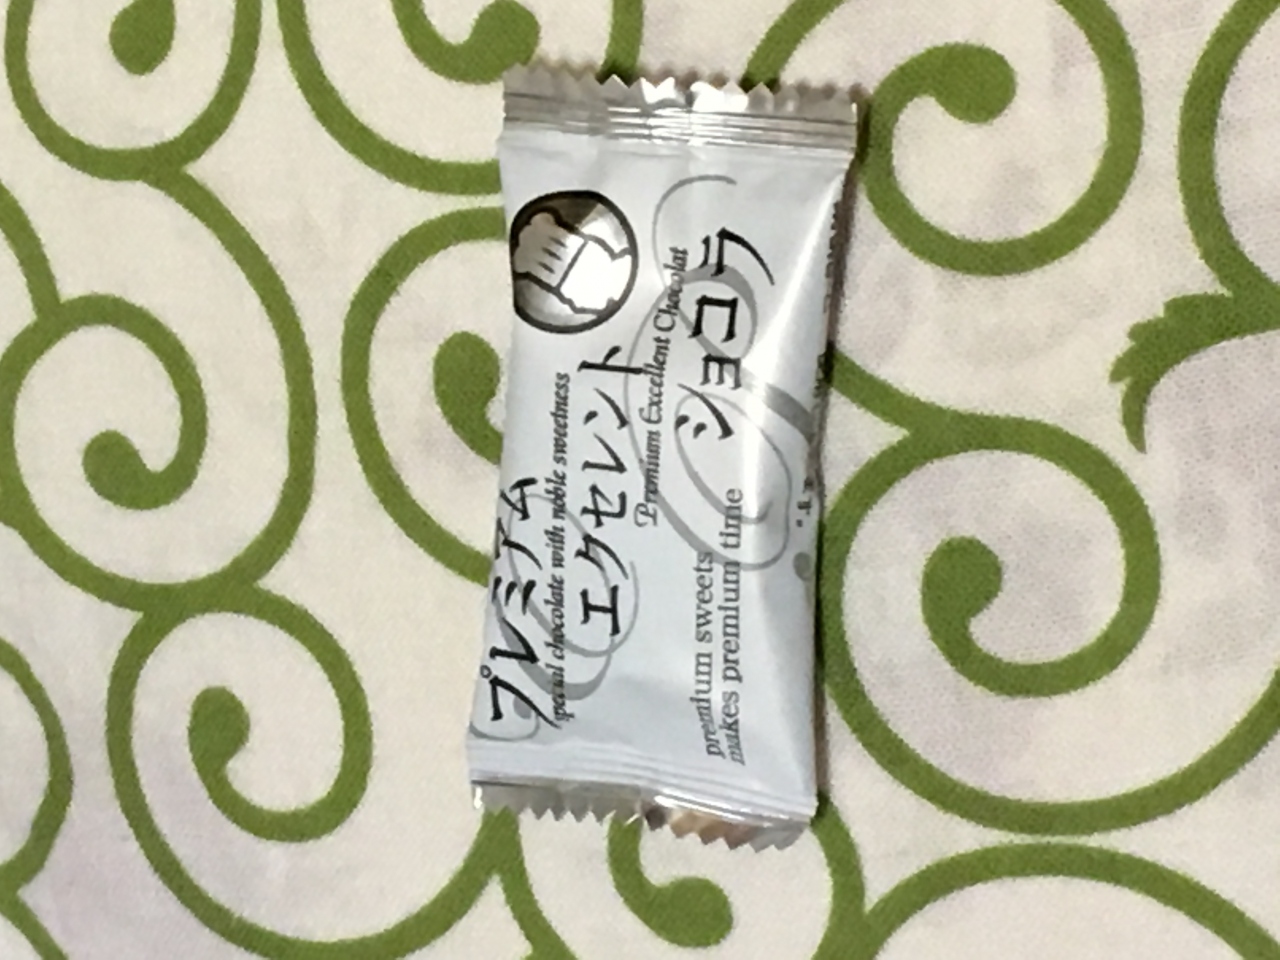 プレミアム
special chocolate with noble sweetness
エクセレント
Premium Excellent Chocolat
ショコラ
premium sweets
makes premium time